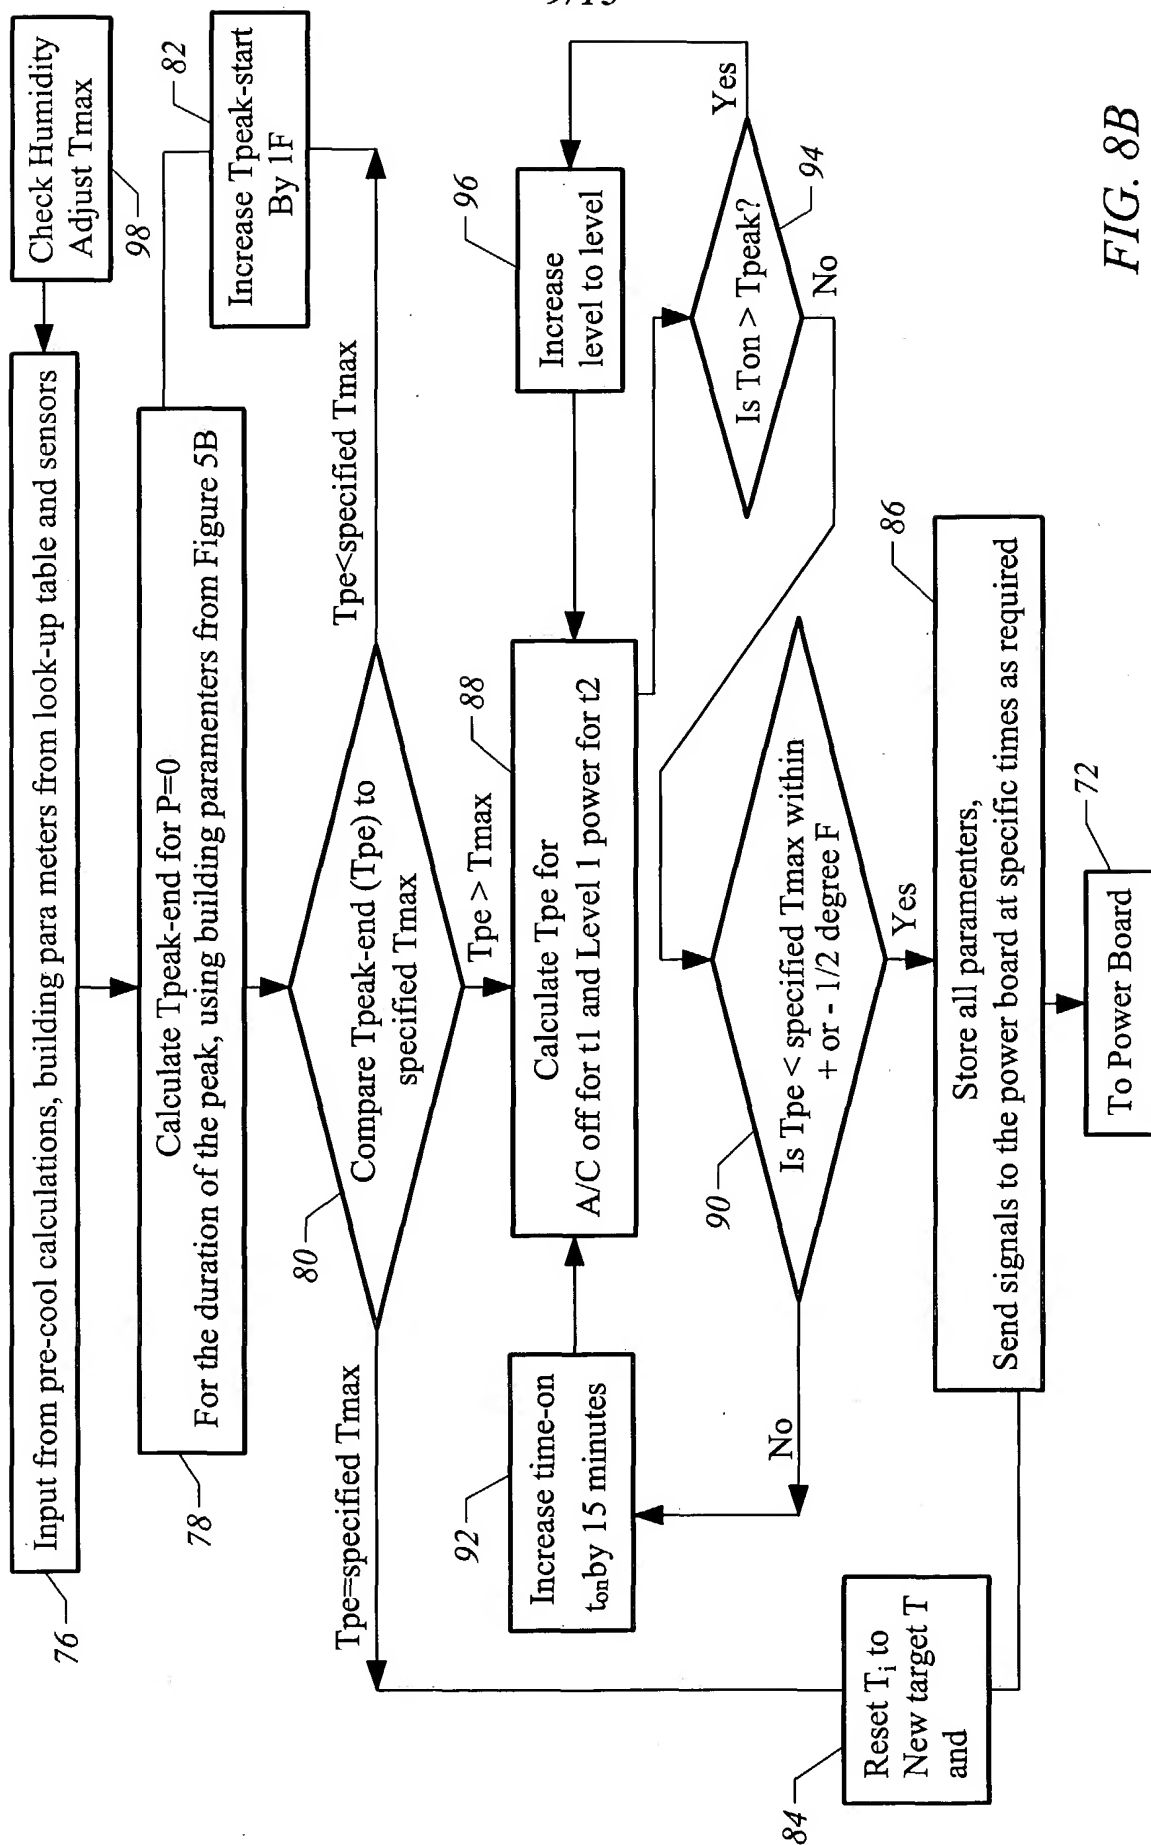 Check Humidity
Adjust Tmax
98
Input from pre-cool calculations, building para meters from look-up table and sensors
76
82
Increase Tpeak-start
By 1F
Calculate Tpeak-end for P=0
For the duration of the peak, using building paramenters from Figure 5B
78
Tpe=specified Tmax
80
Compare Tpeak-end (Tpe) to
specified Tmax
Tpe<specified Tmax
Tpe > Tmax
92
Increase time-on
tonby 15 minutes
88
Calculate Tpe for
A/C off for t1 and Level 1 power for t2
96
Increase
level to level
Yes
94
Is Ton > Tpeak?
No
90
Is Tpe < specified Tmax within
+ or - 1/2 degree F
No
Yes
84
Reset Ti to
New target T
and
86
Store all paramenters,
Send signals to the power board at specific times as required
72
To Power Board
FIG. 8B